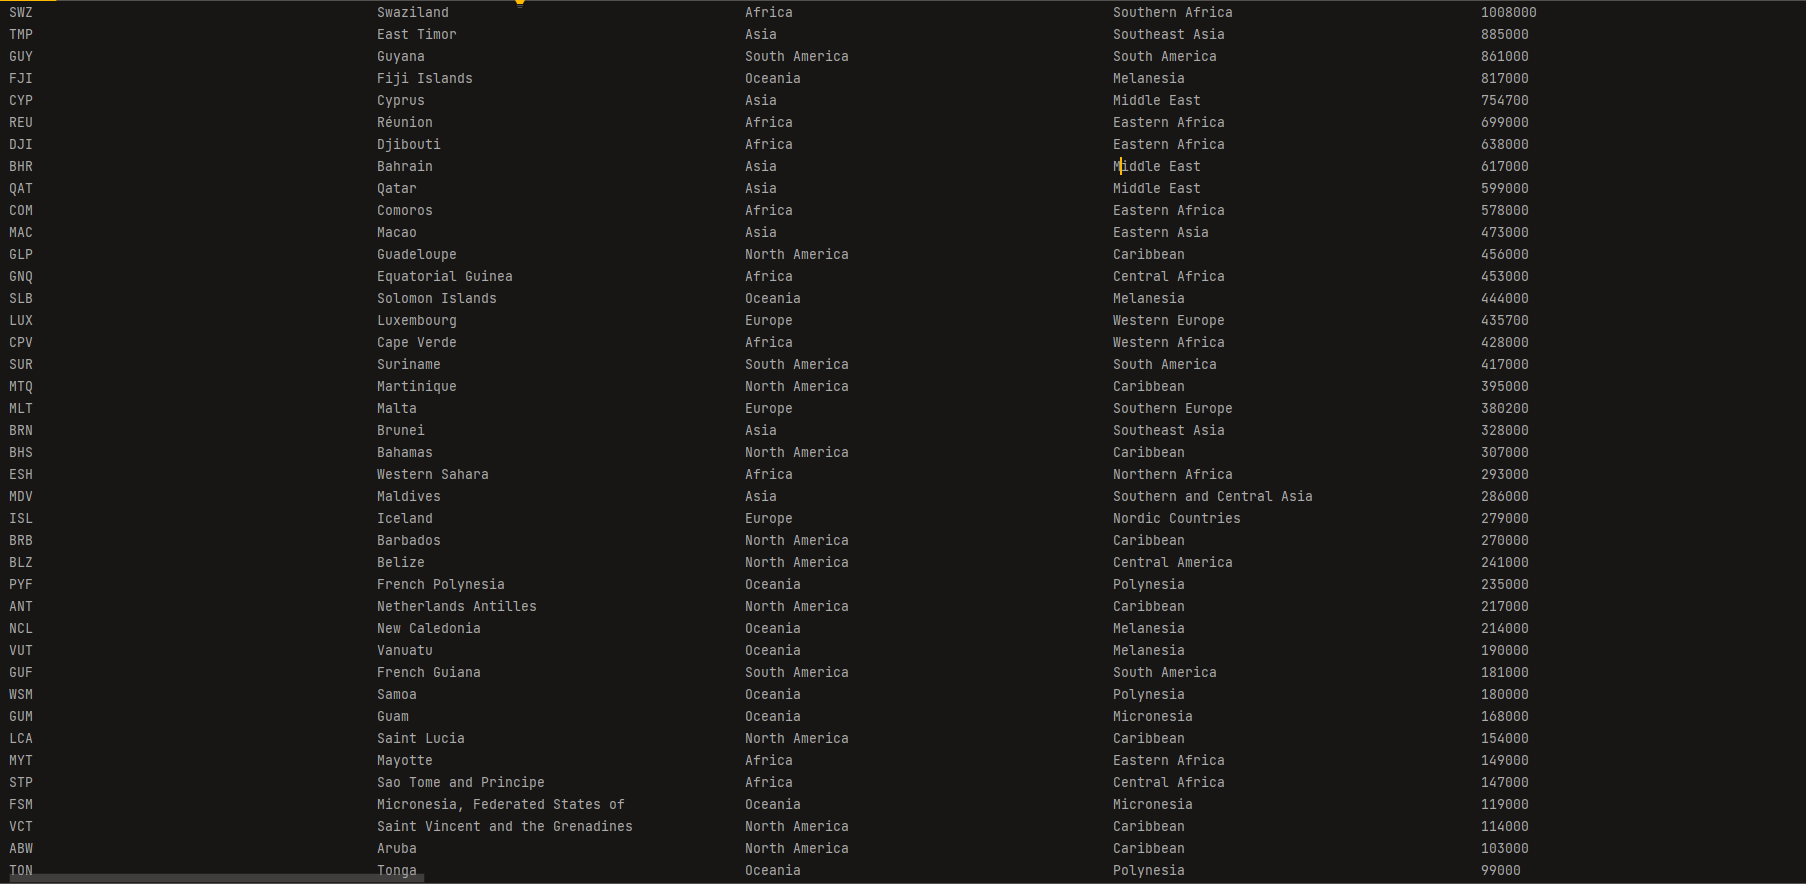 SWZ Swaziland Africa Southern Africa 1008000
TMP East Timor Asia Southeast Asia 885000
GUY Guyana South America South America 861000
FJI Fiji Islands Oceania Melanesia 817000
CYP Cyprus Asia Middle East 754700
REU Réunion Africa Eastern Africa 699000
DJI Djibouti Africa Eastern Africa 638000
BHR Bahrain Asia Middle East 617000
QAT Qatar Asia Middle East 599000
COM Comoros Africa Eastern Africa 578000
MAC Macao Asia Eastern Asia 473000
GLP Guadeloupe North America Caribbean 456000
GNQ Equatorial Guinea Africa Central Africa 453000
SLB Solomon Islands Oceania Melanesia 444000
LUX Luxembourg Europe Western Europe 435700
CPV Cape Verde Africa Western Africa 428000
SUR Suriname South America South America 417000
MTQ Martinique North America Caribbean 395000
MLT Malta Europe Southern Europe 380200
BRN Brunei Asia Southeast Asia 328000
BHS Bahamas North America Caribbean 307000
ESH Western Sahara Africa Northern Africa 293000
MDV Maldives Asia Southern and Central Asia 286000
ISL Iceland Europe Nordic Countries 279000
BRB Barbados North America Caribbean 270000
BLZ Belize North America Central America 241000
PYF French Polynesia Oceania Polynesia 235000
ANT Netherlands Antilles North America Caribbean 217000
NCL New Caledonia Oceania Melanesia 214000
VUT Vanuatu Oceania Melanesia 190000
GUF French Guiana South America South America 181000
WSM Samoa Oceania Polynesia 180000
GUM Guam Oceania Micronesia 168000
LCA Saint Lucia North America Caribbean 154000
MYT Mayotte Africa Eastern Africa 149000
STP Sao Tome and Principe Africa Central Africa 147000
FSM Micronesia, Federated States of Oceania Micronesia 119000
VCT Saint Vincent and the Grenadines North America Caribbean 114000
ABW Aruba North America Caribbean 103000
TON Tonga Oceania Polynesia 99000